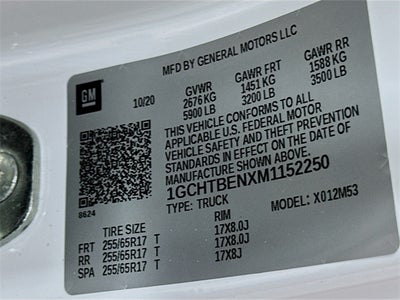 MFD BY GENERAL MOTORS LLC
GM
10/20
GVWR GAWR FRT GAWR RR
2676 KG 1451 KG 1588 KG
5900 LB 3200 LB 3500 LB
THIS VEHICLE CONFORMS TO ALL
APPLICABLE U.S. FEDERAL MOTOR
VEHICLE SAFETY AND THEFT PREVENTION
STANDARDS IN EFFECT ON THE DATE OF
MANUFACTURE SHOWN ABOVE.
1GCHTBENXM1152250
8624
TYPE: TRUCK MODEL: X012M53
TIRE SIZE RIM
FRT 255/65R17 T 17X8.0J
RR 255/65R17 T 17X8.0J
SPA 255/65R17 T 17X8J